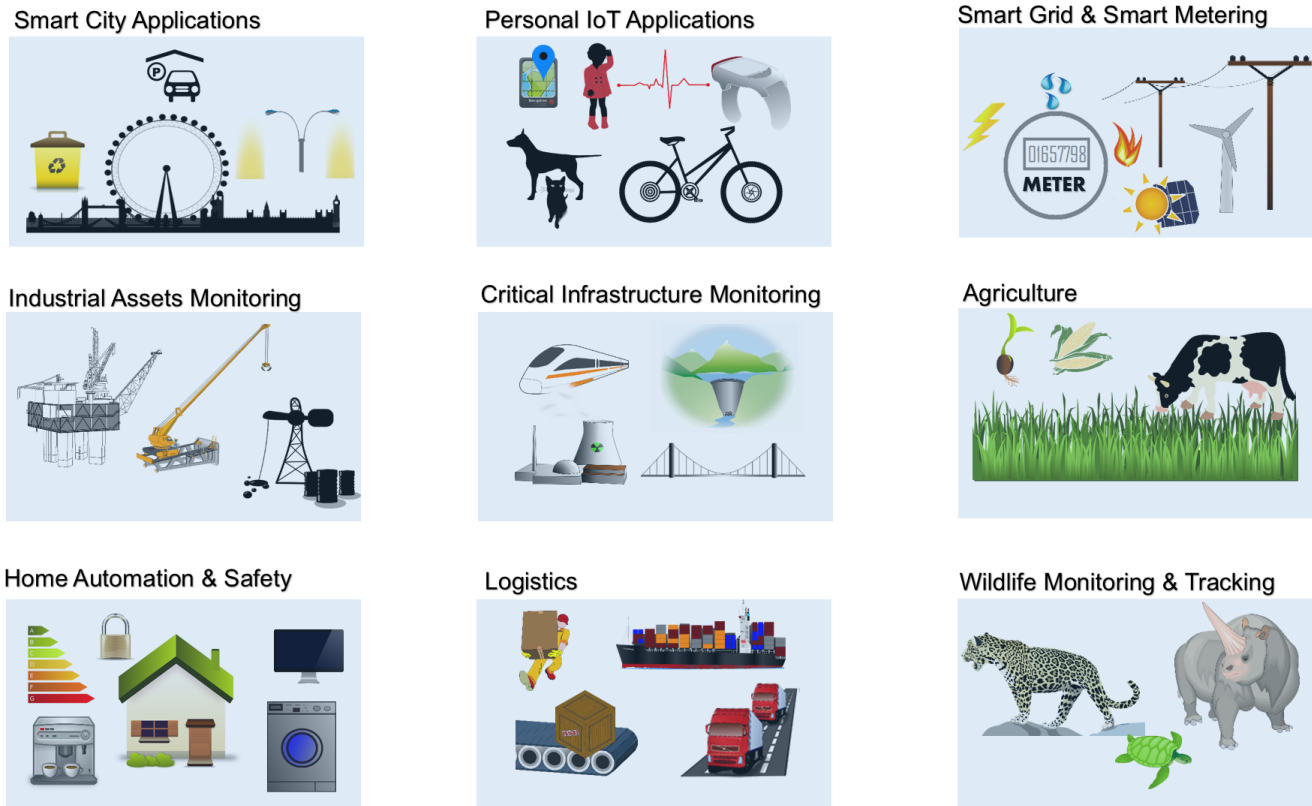 Smart City Applications
Personal IoT Applications
Smart Grid & Smart Metering
P
01657798
METER
Industrial Assets Monitoring
Critical Infrastructure Monitoring
Agriculture
Home Automation & Safety
Logistics
Wildlife Monitoring & Tracking
A
B
C
D
E
F
G